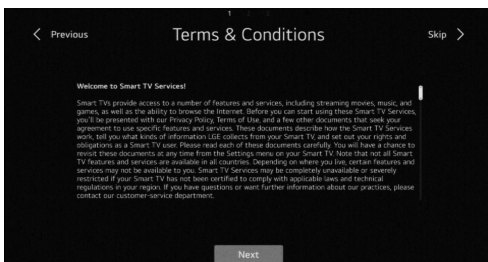 1 2 3
Previous
Terms & Conditions
Skip
Welcome to Smart TV Services!
Smart TVs provide access to a number of features and services, including streaming movies, music, and
games, as well as the ability to browse the Internet. Before you can start using these Smart TV Services,
you'll be presented with our Privacy Policy, Terms of Use, and a few other documents that seek your
agreement to use specific features and services. These documents describe how the Smart TV Services
work, tell you what kinds of information LGE collects from your Smart TV, and set out your rights and
obligations as a Smart TV user. Please read each of these documents carefully. You will have a chance to
revisit these documents at any time from the Settings menu on your Smart TV. Note that not all Smart
TV features and services are available in all countries. Depending on where you live, certain features and
services may not be available to you. Smart TV Services may be completely unavailable or severely
restricted if your Smart TV has not been certified to comply with applicable laws and technical
regulations in your region. If you have questions or want further information about our practices, please
contact our customer-service department.
Next